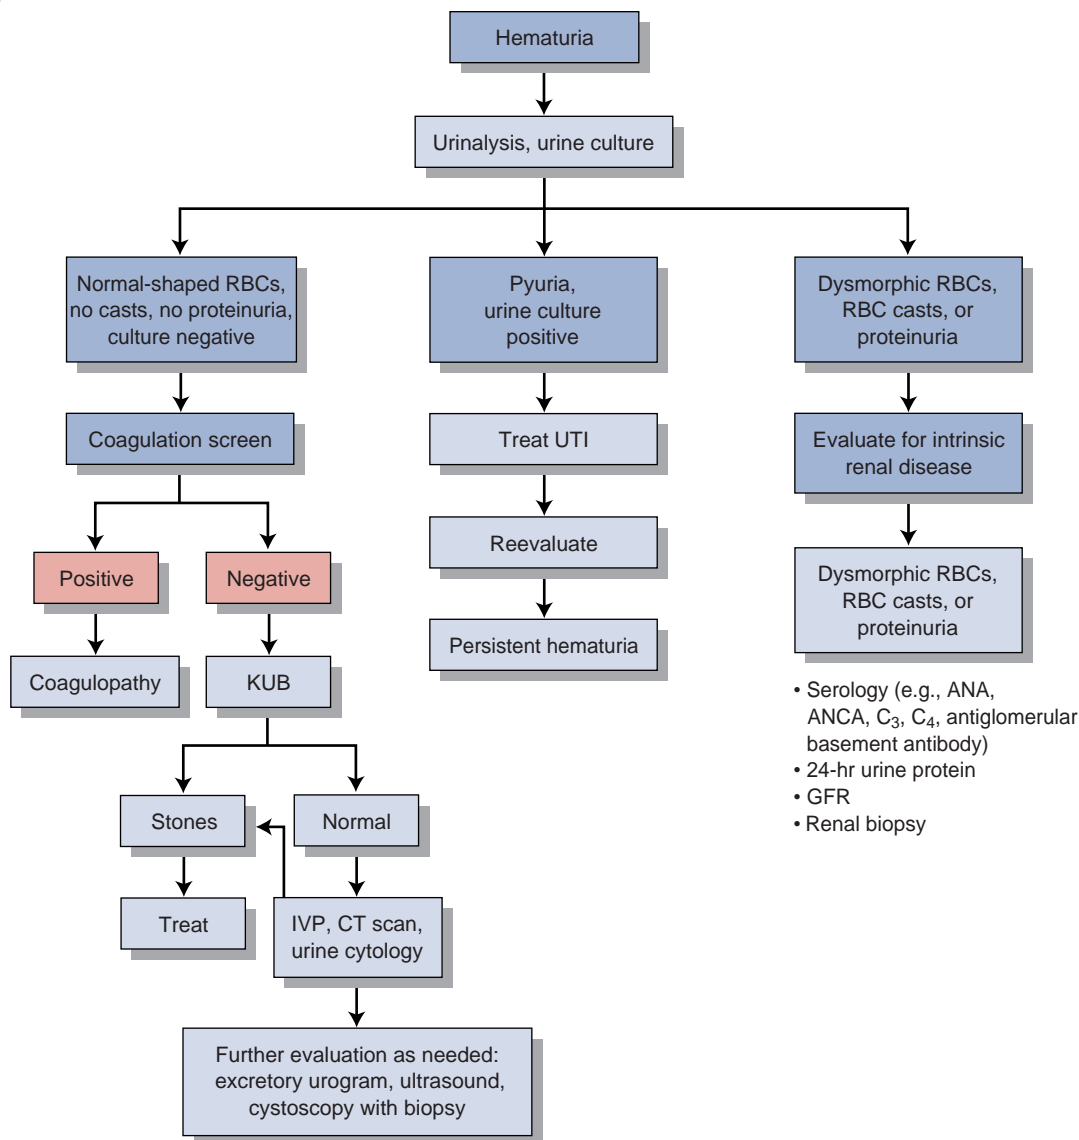 Hematuria
Urinalysis, urine culture
Normal-shaped RBCs,
no casts, no proteinuria,
culture negative
Pyuria,
urine culture
positive
Dysmorphic RBCs,
RBC casts, or
proteinuria
Coagulation screen
Treat UTI
Evaluate for intrinsic
renal disease
Positive
Negative
Reevaluate
Dysmorphic RBCs,
RBC casts, or
proteinuria
Coagulopathy
KUB
Persistent hematuria
• Serology (e.g., ANA,
ANCA, C₃, C₄, antiglomerular
basement antibody)
• 24-hr urine protein
• GFR
• Renal biopsy
Stones
Normal
Treat
IVP, CT scan,
urine cytology
Further evaluation as needed:
excretory urogram, ultrasound,
cystoscopy with biopsy